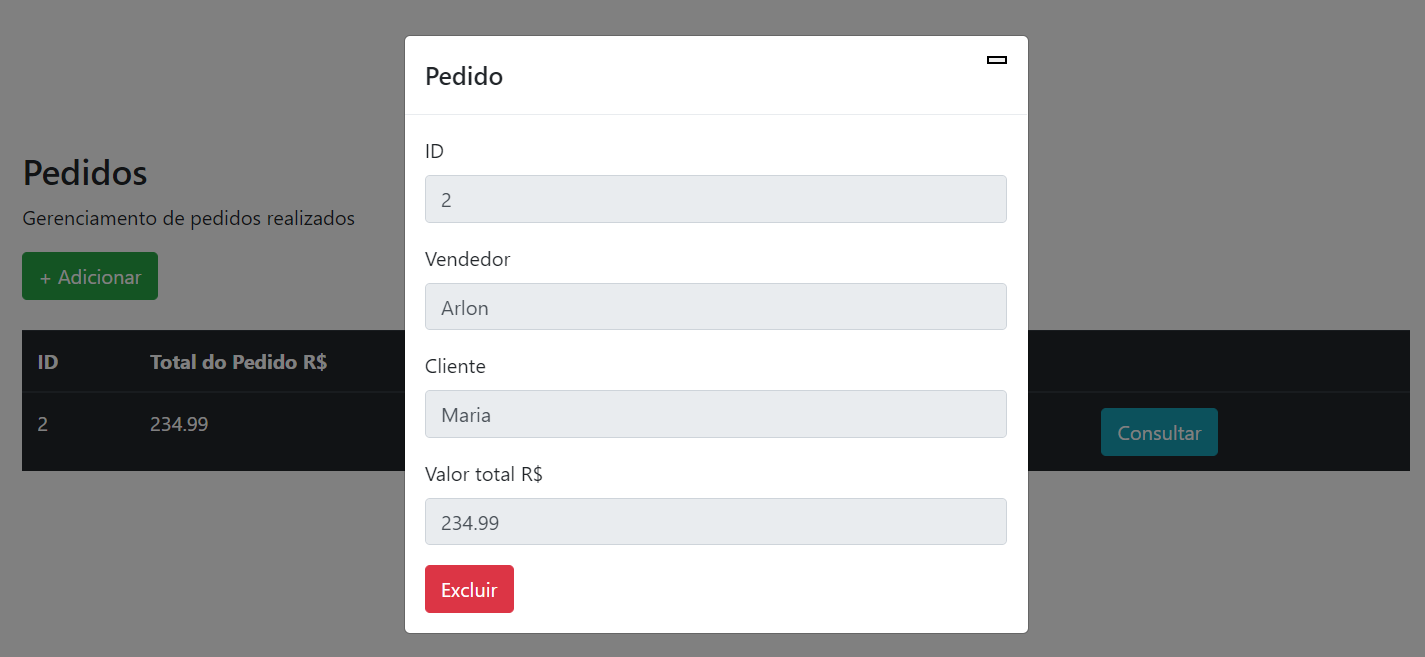 Pedido
ID
2
Vendedor
Arlon
Cliente
Maria
Valor total R$
234.99
Excluir
Pedidos
Gerenciamento de pedidos realizados
+ Adicionar
ID Total do Pedido R$
2 234.99 Consultar